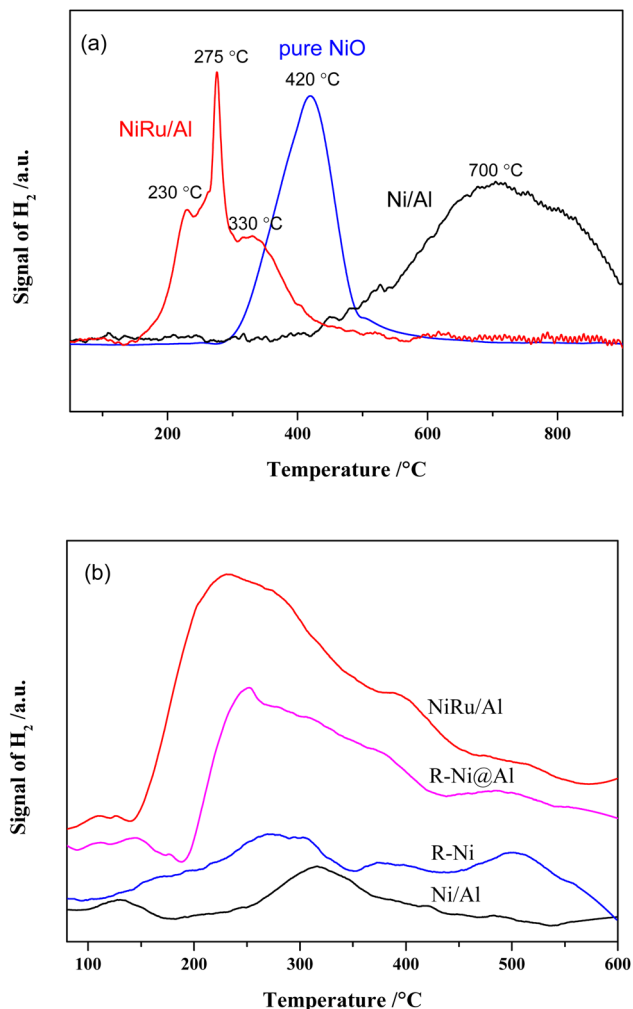 (a)
275 °C
pure NiO
420 °C
NiRu/Al
700 °C
230 °C
Ni/Al
330 °C
Signal of H2 /a.u.
200
400
600
800
Temperature /°C
(b)
NiRu/Al
R-Ni@Al
R-Ni
Ni/Al
Signal of H2 /a.u.
100
200
300
400
500
600
Temperature /°C